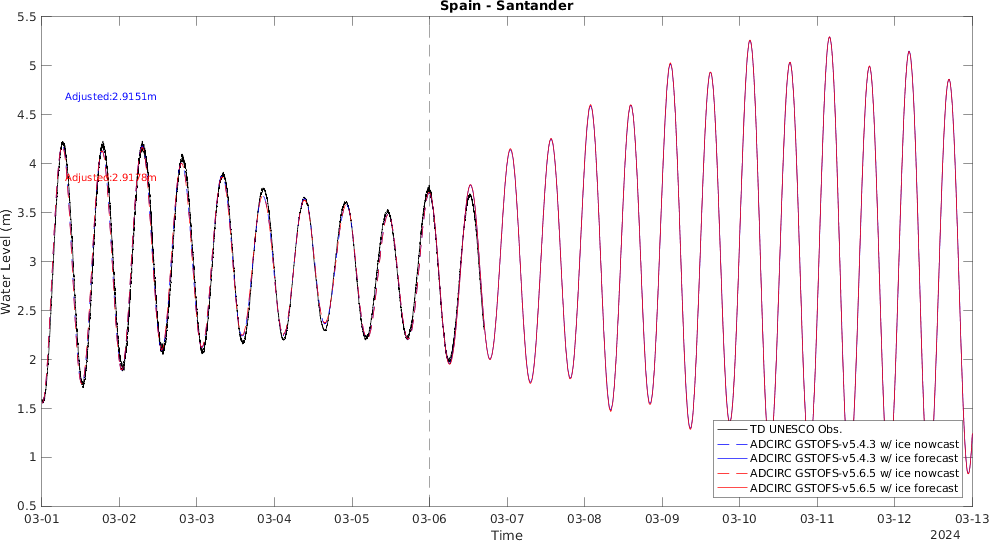 Spain - Santander
5.5
5
4.5
4
3.5
3
2.5
2
1.5
1
0.5
Water Level (m)
Adjusted:2.9151m
Adjusted:2.9178m
TD UNESCO Obs.
ADCIRC GSTOFS-v5.4.3 w/ ice nowcast
ADCIRC GSTOFS-v5.4.3 w/ ice forecast
ADCIRC GSTOFS-v5.6.5 w/ ice nowcast
ADCIRC GSTOFS-v5.6.5 w/ ice forecast
03-01 03-02 03-03 03-04 03-05 03-06 03-07 03-08 03-09 03-10 03-11 03-12 03-13
Time
2024